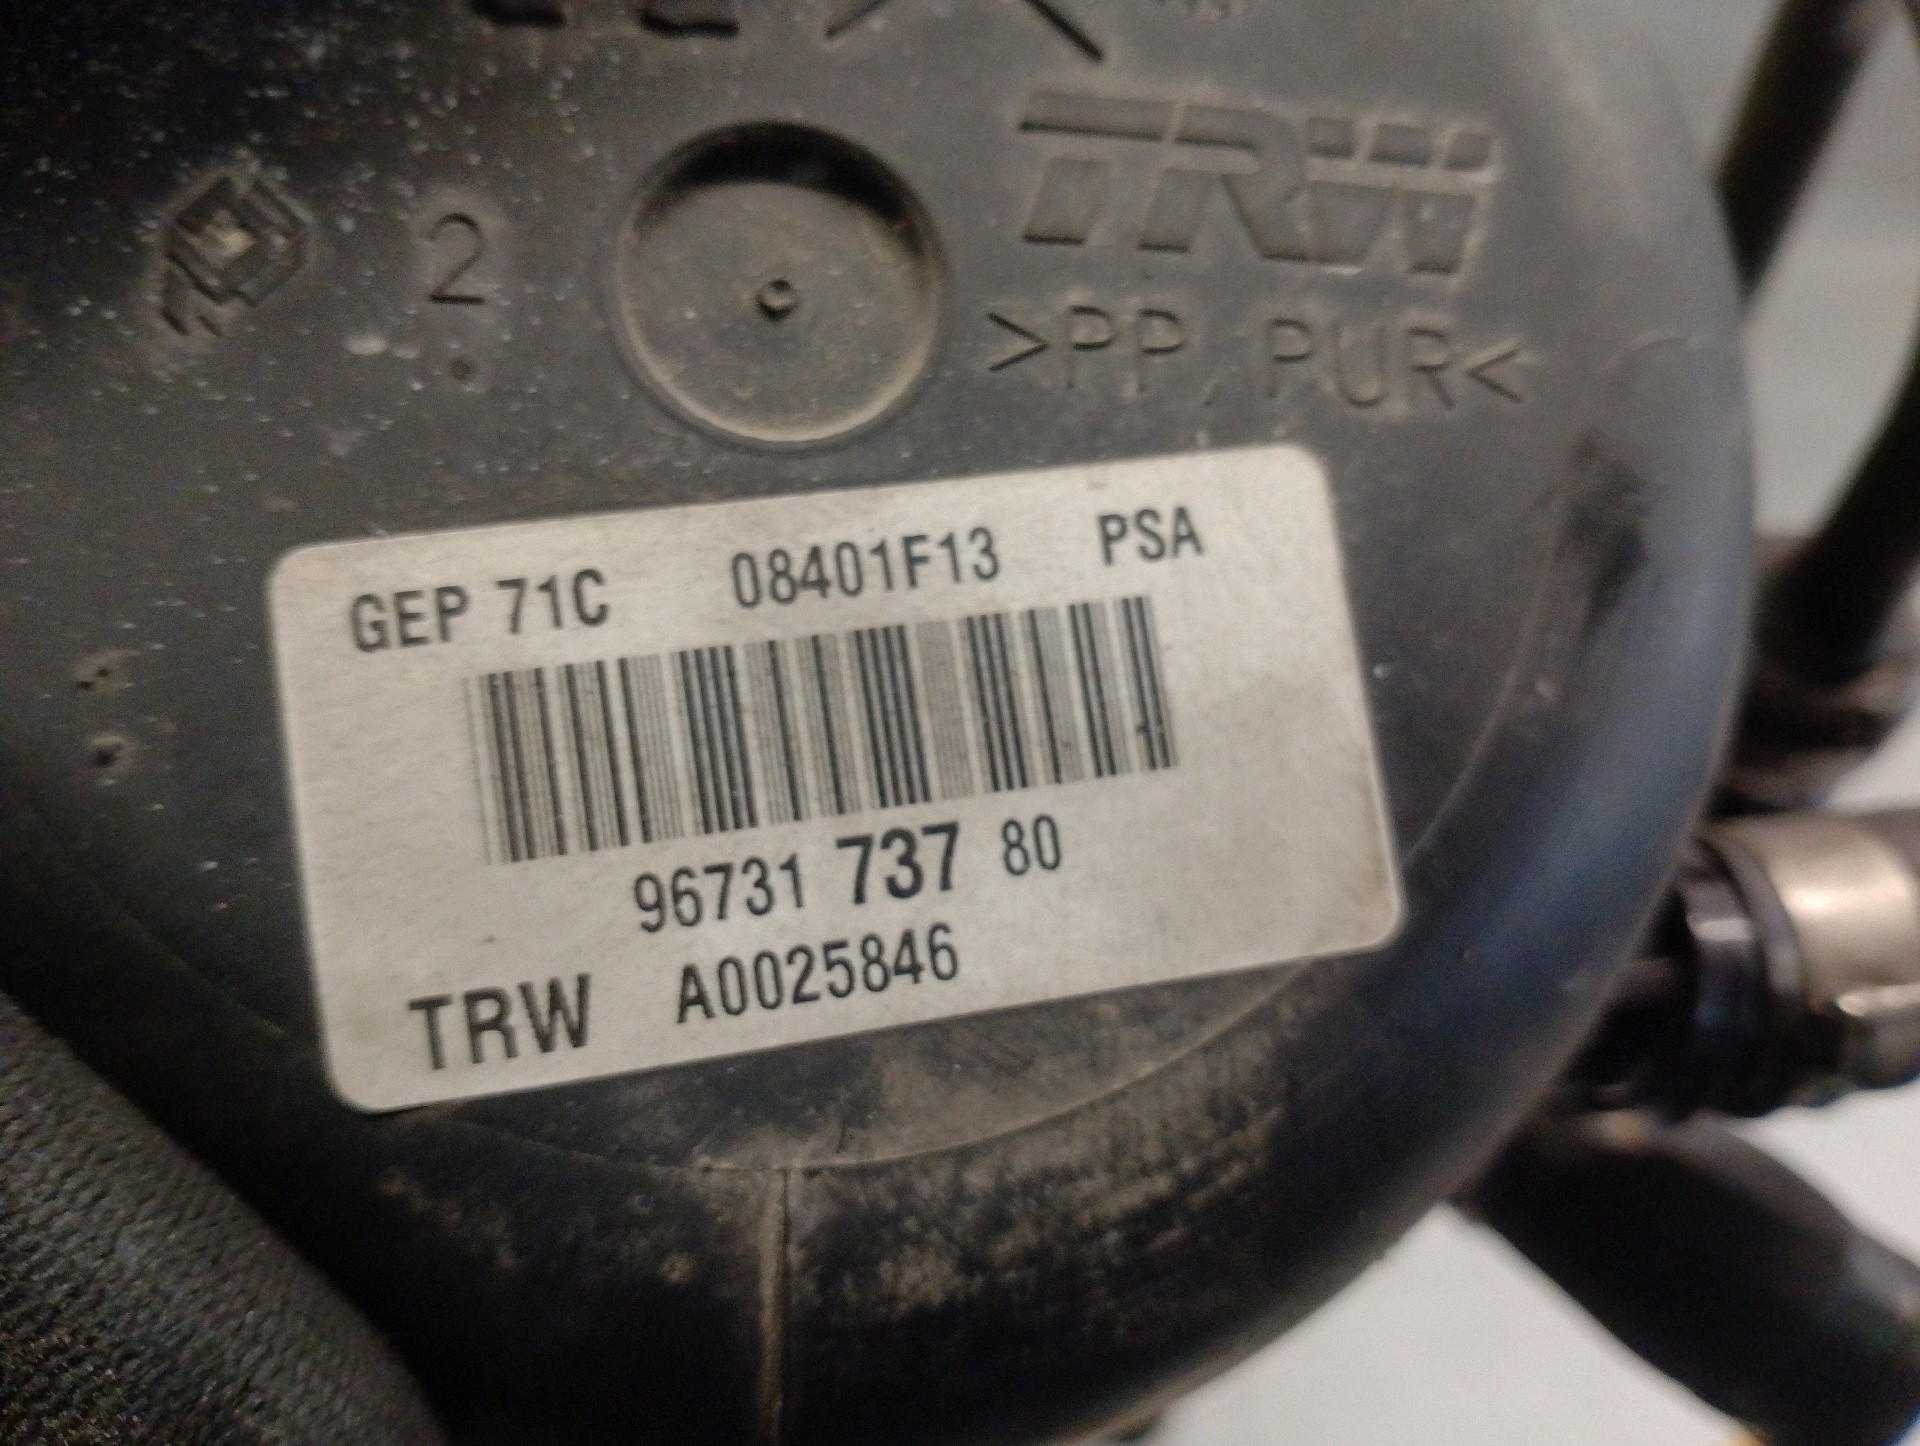 2
TRW
>PP, PUR<
GEP 71C 08401F13 PSA
96731 737 80
TRW A0025846